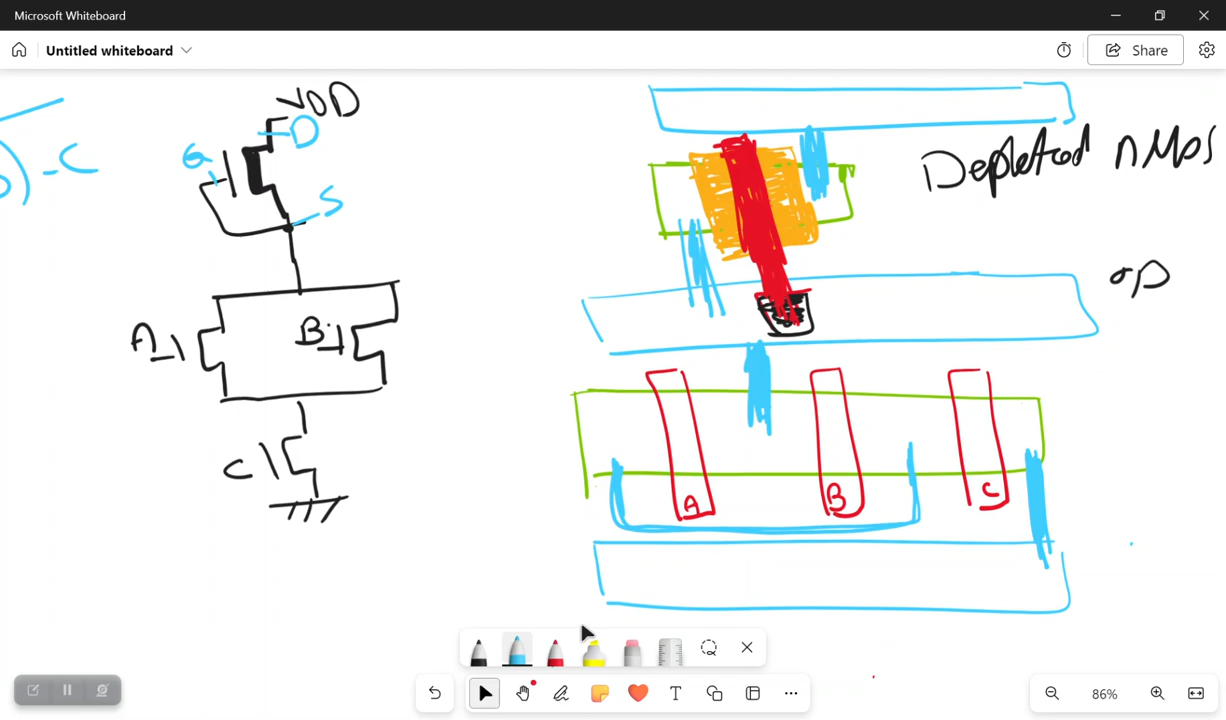 Microsoft Whiteboard
Untitled whiteboard
Share
) - C
VDD
D
G
S
A
B
C
Depleted nMos
op
A
B
C
T
86%